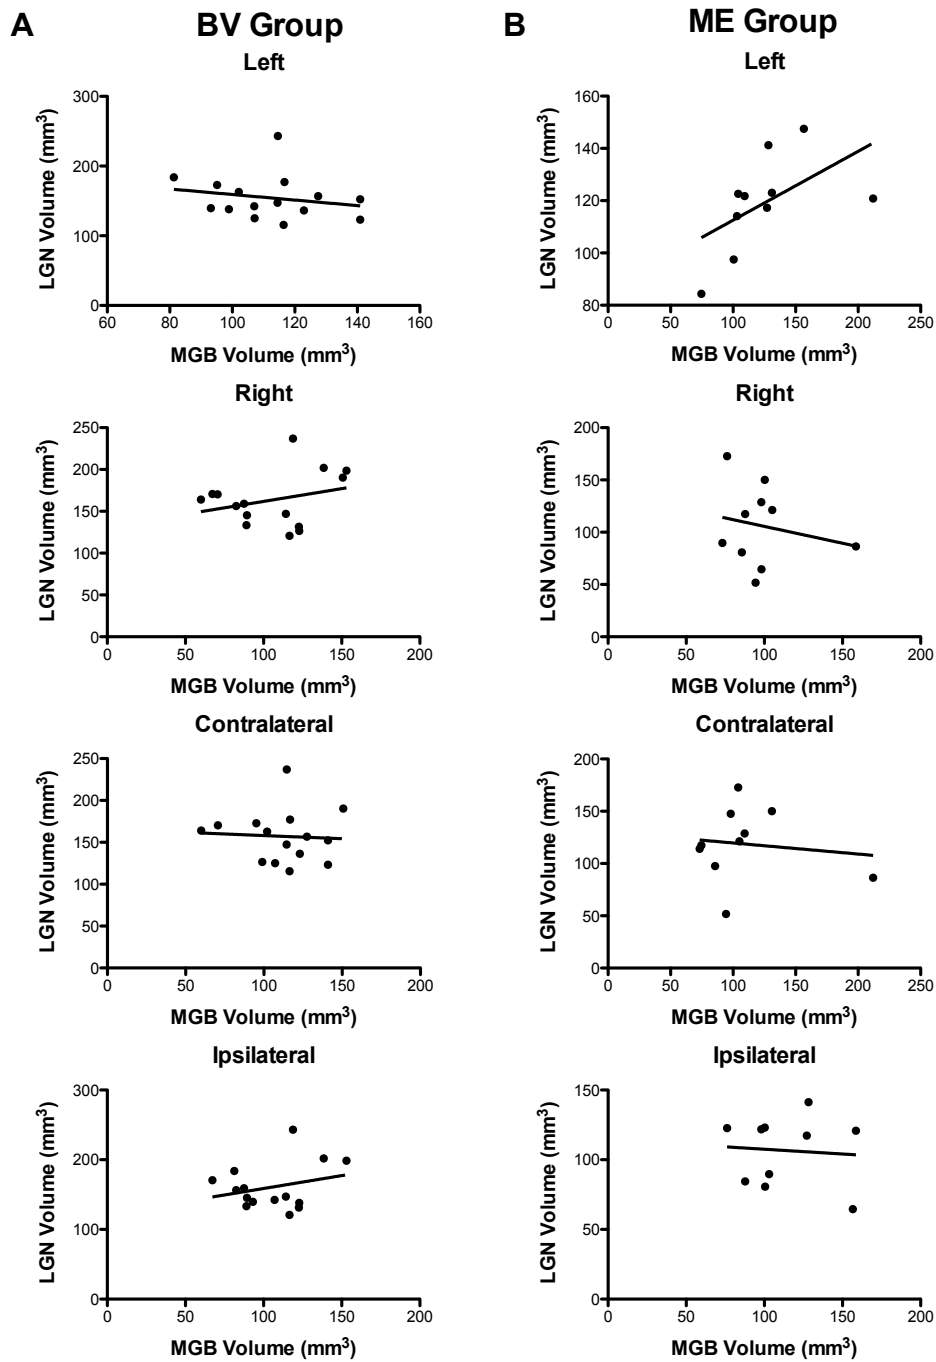 A BV Group B ME Group
Left Left
300
200
100
0
60 80 100 120 140 160
LGN Volume (mm³)
MGB Volume (mm³)
160
140
120
100
80
0 50 100 150 200 250
LGN Volume (mm³)
MGB Volume (mm³)
Right Right
250
200
150
100
50
0
0 50 100 150 200
LGN Volume (mm³)
MGB Volume (mm³)
200
150
100
50
0
0 50 100 150 200
LGN Volume (mm³)
MGB Volume (mm³)
Contralateral Contralateral
250
200
150
100
50
0
0 50 100 150 200
LGN Volume (mm³)
MGB Volume (mm³)
200
150
100
50
0
0 50 100 150 200 250
LGN Volume (mm³)
MGB Volume (mm³)
Ipsilateral Ipsilateral
300
200
100
0
0 50 100 150 200
LGN Volume (mm³)
MGB Volume (mm³)
150
100
50
0
0 50 100 150 200
LGN Volume (mm³)
MGB Volume (mm³)